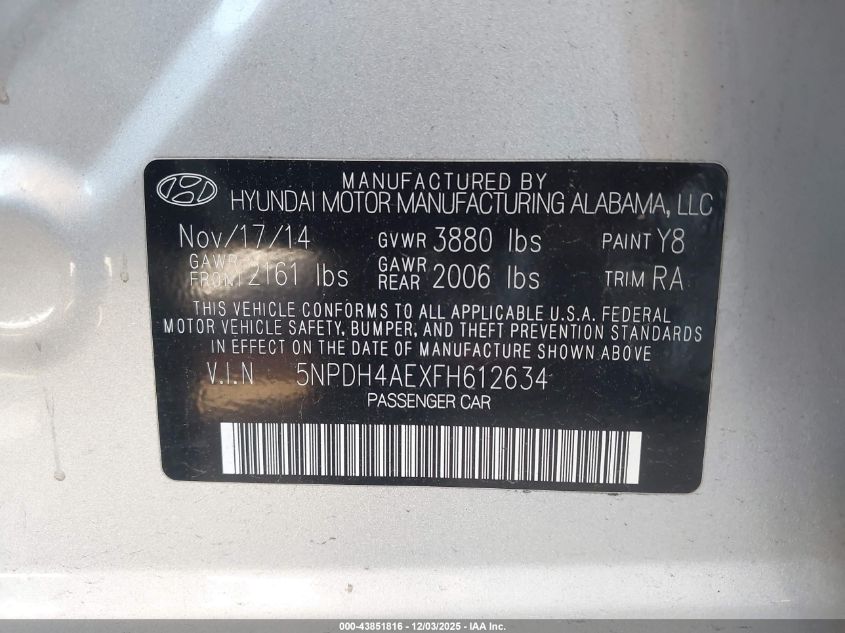 MANUFACTURED BY
HYUNDAI MOTOR MANUFACTURING ALABAMA, LLC
Nov/17/14 GVWR 3880 lbs PAINT Y8
GAWR FRONT 2161 lbs GAWR REAR 2006 lbs TRIM RA
THIS VEHICLE CONFORMS TO ALL APPLICABLE U.S.A. FEDERAL
MOTOR VEHICLE SAFETY, BUMPER, AND THEFT PREVENTION STANDARDS
IN EFFECT ON THE DATE OF MANUFACTURE SHOWN ABOVE
V.I.N 5NPDH4AEXFH612634
PASSENGER CAR
000-43851816 - 12/03/2025 - IAA Inc.